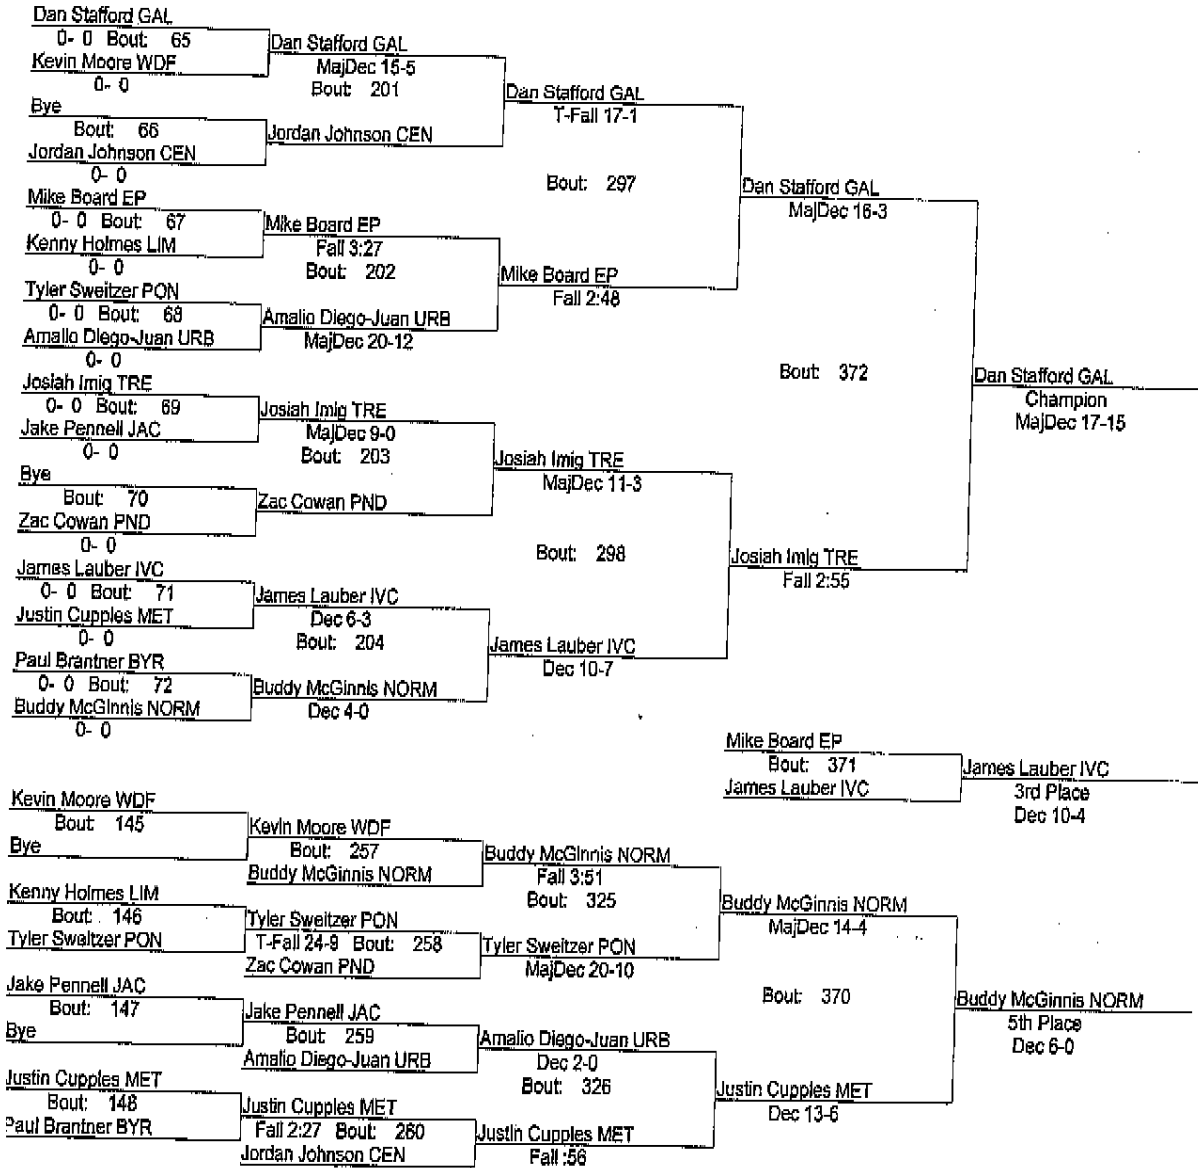 Dan Stafford GAL
0- 0 Bout: 65
Kevin Moore WDF
0- 0
Dan Stafford GAL
MajDec 15-5
Bout: 201
Bye
Bout: 66
Jordan Johnson CEN
0- 0
Jordan Johnson CEN
Dan Stafford GAL
T-Fall 17-1
Bout: 297
Mike Board EP
0- 0 Bout: 67
Kenny Holmes LIM
0- 0
Mike Board EP
Fall 3:27
Bout: 202
Tyler Sweitzer PON
0- 0 Bout: 68
Amalio Diego-Juan URB
0- 0
Amalio Diego-Juan URB
MajDec 20-12
Mike Board EP
Fall 2:48
Dan Stafford GAL
MajDec 16-3
Bout: 372
Josiah Imig TRE
0- 0 Bout: 69
Jake Pennell JAC
0- 0
Josiah Imig TRE
MajDec 9-0
Bout: 203
Bye
Bout: 70
Zac Cowan PND
0- 0
Zac Cowan PND
Josiah Imig TRE
MajDec 11-3
Bout: 298
James Lauber IVC
0- 0 Bout: 71
Justin Cupples MET
0- 0
James Lauber IVC
Dec 6-3
Bout: 204
Paul Brantner BYR
0- 0 Bout: 72
Buddy McGinnis NORM
0- 0
Buddy McGinnis NORM
Dec 4-0
James Lauber IVC
Dec 10-7
Josiah Imig TRE
Fall 2:55
Dan Stafford GAL
Champion
MajDec 17-15
Mike Board EP
Bout: 371
James Lauber IVC
James Lauber IVC
3rd Place
Dec 10-4
Kevin Moore WDF
Bout: 145
Bye
Kevin Moore WDF
Bout: 257
Buddy McGinnis NORM
Buddy McGinnis NORM
Fall 3:51
Bout: 325
Kenny Holmes LIM
Bout: 146
Tyler Sweitzer PON
Tyler Sweitzer PON
T-Fall 24-9 Bout: 258
Zac Cowan PND
Tyler Sweitzer PON
MajDec 20-10
Buddy McGinnis NORM
MajDec 14-4
Bout: 370
Jake Pennell JAC
Bout: 147
Bye
Jake Pennell JAC
Bout: 259
Amalio Diego-Juan URB
Amalio Diego-Juan URB
Dec 2-0
Bout: 326
Justin Cupples MET
Bout: 148
Paul Brantner BYR
Justin Cupples MET
Fall 2:27 Bout: 260
Jordan Johnson CEN
Justin Cupples MET
Fall :56
Justin Cupples MET
Dec 13-6
Buddy McGinnis NORM
5th Place
Dec 6-0